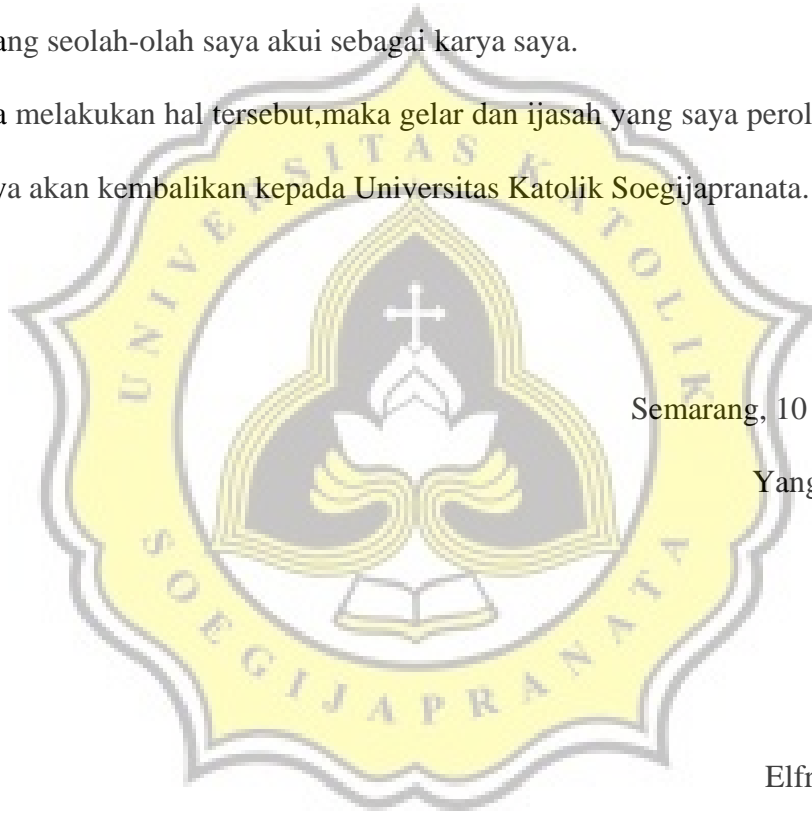 ang seolah-olah saya akui sebagai karya saya.
a melakukan hal tersebut,maka gelar dan ijasah yang saya perol
ya akan kembalikan kepada Universitas Katolik Soegijapranata.
UNIVERSITAS KATOLIK
Semarang, 10
Yang
SOEGIJAPRANATA
Elfr